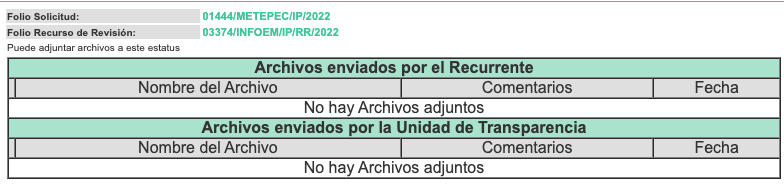 Folio Solicitud: 01444/METEPEC/IP/2022
Folio Recurso de Revisión: 03374/INFOEM/IP/RR/2022
Puede adjuntar archivos a este estatus
Archivos enviados por el Recurrente
Nombre del Archivo Comentarios Fecha
No hay Archivos adjuntos
Archivos enviados por la Unidad de Transparencia
Nombre del Archivo Comentarios Fecha
No hay Archivos adjuntos